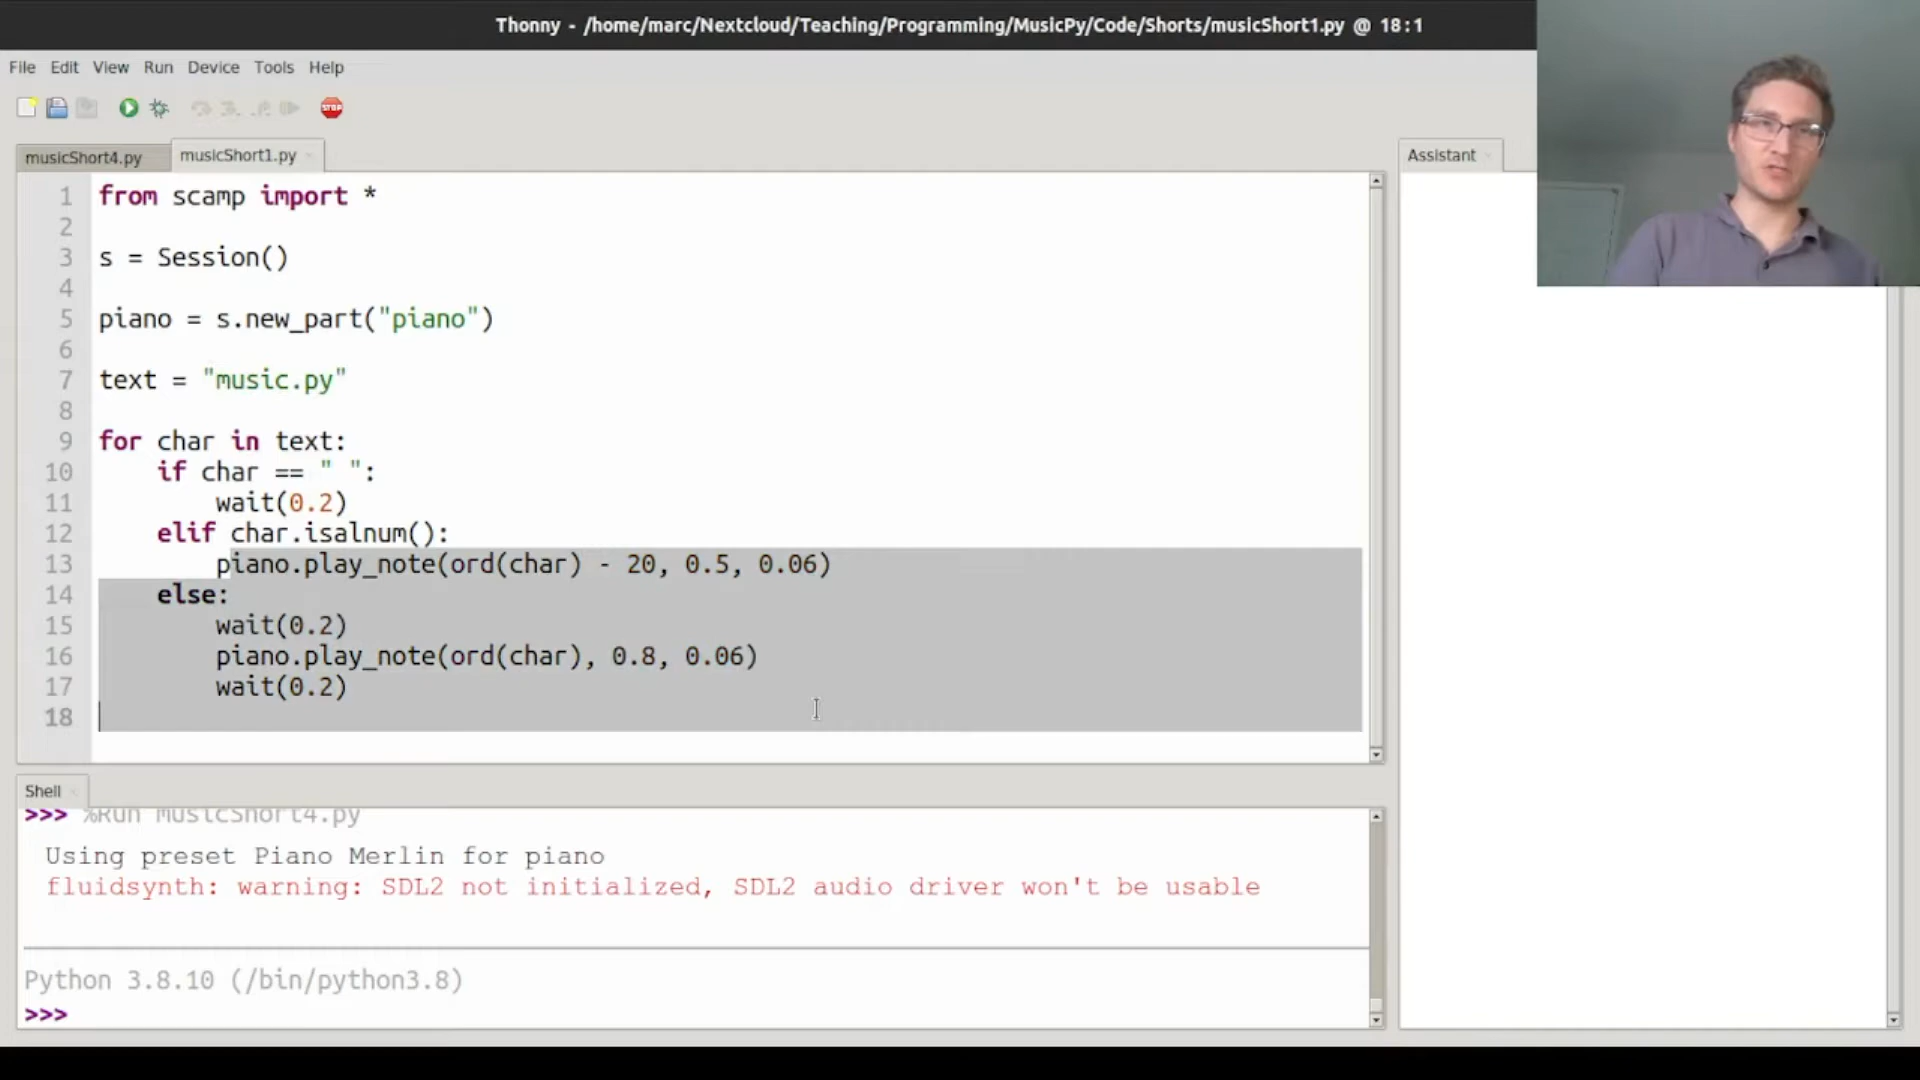 Thonny - /home/marc/Nextcloud/Teaching/Programming/MusicPy/Code/Shorts/musicShort1.py @ 18:1
File Edit View Run Device Tools Help
STOP
musicShort4.py musicShort1.py
Assistant
1 from scamp import *
2
3 s = Session()
4
5 piano = s.new_part("piano")
6
7 text = "music.py"
8
9 for char in text:
10 if char == " ":
11 wait(0.2)
12 elif char.isalnum():
13 piano.play_note(ord(char) - 20, 0.5, 0.06)
14 else:
15 wait(0.2)
16 piano.play_note(ord(char), 0.8, 0.06)
17 wait(0.2)
18
Shell
>>> %Run musicShort4.py
Using preset Piano Merlin for piano
fluidsynth: warning: SDL2 not initialized, SDL2 audio driver won't be usable
Python 3.8.10 (/bin/python3.8)
>>>